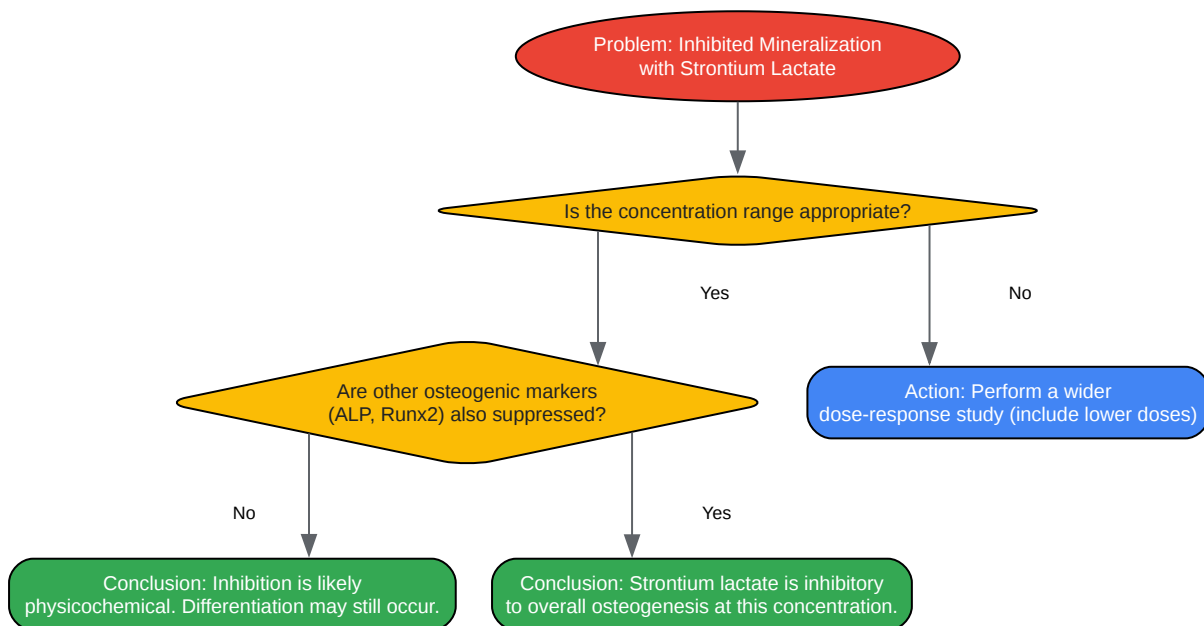 Problem: Inhibited Mineralization
with Strontium Lactate
Is the concentration range appropriate?
Yes
No
Are other osteogenic markers
(ALP, Runx2) also suppressed?
Action: Perform a wider
dose-response study (include lower doses)
No
Yes
Conclusion: Inhibition is likely
physicochemical. Differentiation may still occur.
Conclusion: Strontium lactate is inhibitory
to overall osteogenesis at this concentration.